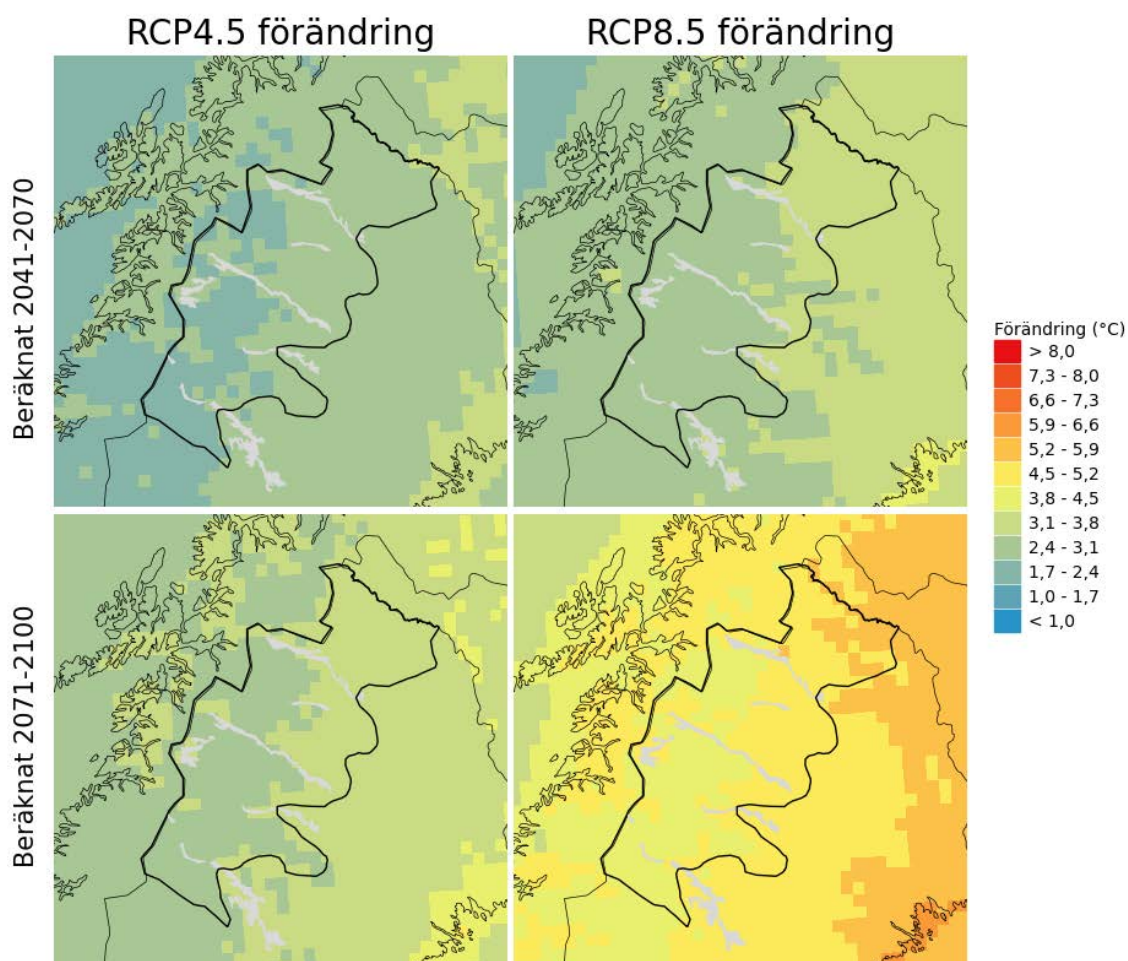 RCP4.5 förändring
RCP8.5 förändring
Beräknat 2041-2070
Beräknat 2071-2100
Förändring (°C)
> 8,0
7,3 - 8,0
6,6 - 7,3
5,9 - 6,6
5,2 - 5,9
4,5 - 5,2
3,8 - 4,5
3,1 - 3,8
2,4 - 3,1
1,7 - 2,4
1,0 - 1,7
< 1,0